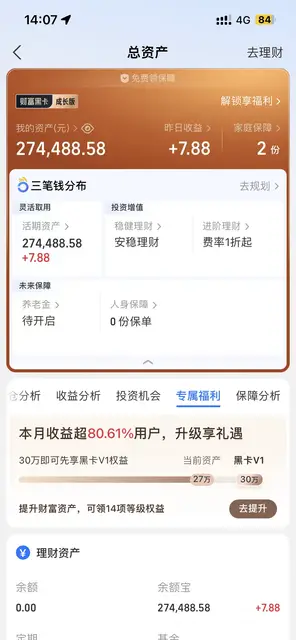 14:07 4G 84
总资产 去理财
免费领保障
财富黑卡 成长版 解锁享福利
我的资产(元) 昨日收益 家庭保障
274,488.58 +7.88 2 份
三笔钱分布 去规划
灵活取用 投资增值
活期资产 稳健理财 进阶理财
274,488.58 安稳理财 费率1折起
+7.88
未来保障
养老金 人身保障
待开启 0 份保单
仓分析 收益分析 投资机会 专属福利 保障分析
本月收益超80.61%用户，升级享礼遇
30万即可先享黑卡V1权益 当前资产 黑卡V1
27万 30万
提升财富资产，可领14项等级权益 去提升
理财资产
余额 余额宝
0.00 274,488.58 +7.88
定期 基金